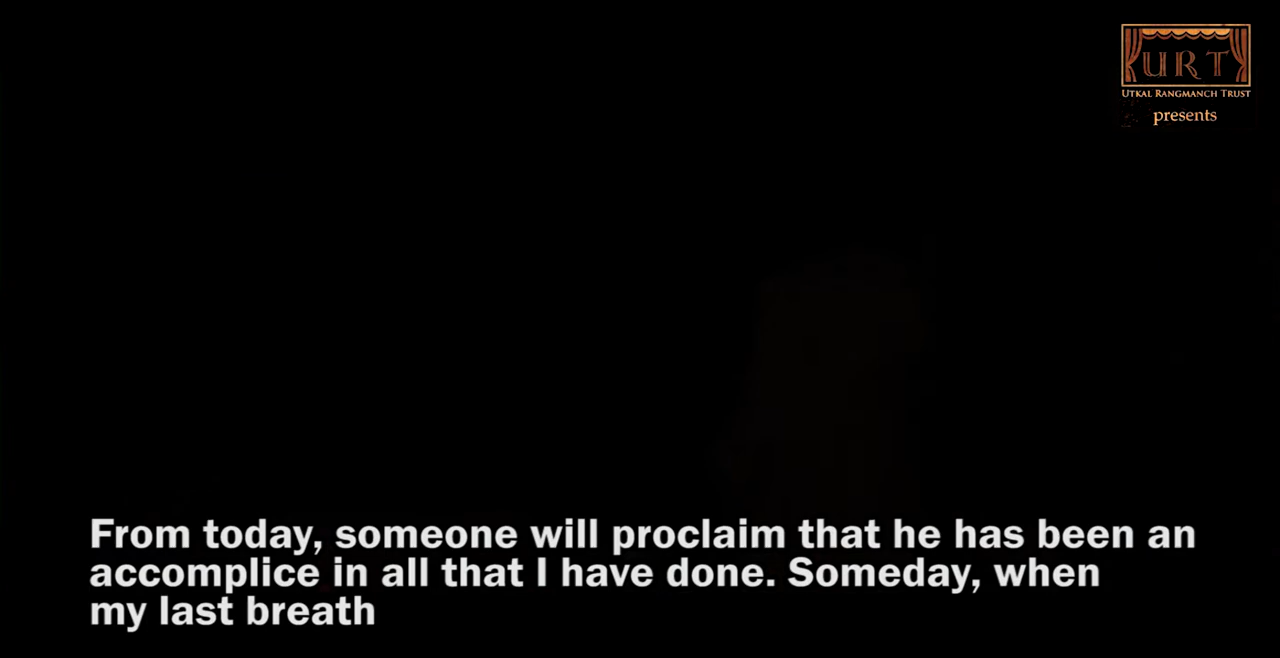 URT
UTKAL RANGMANCH TRUST
presents
From today, someone will proclaim that he has been an
accomplice in all that I have done. Someday, when
my last breath